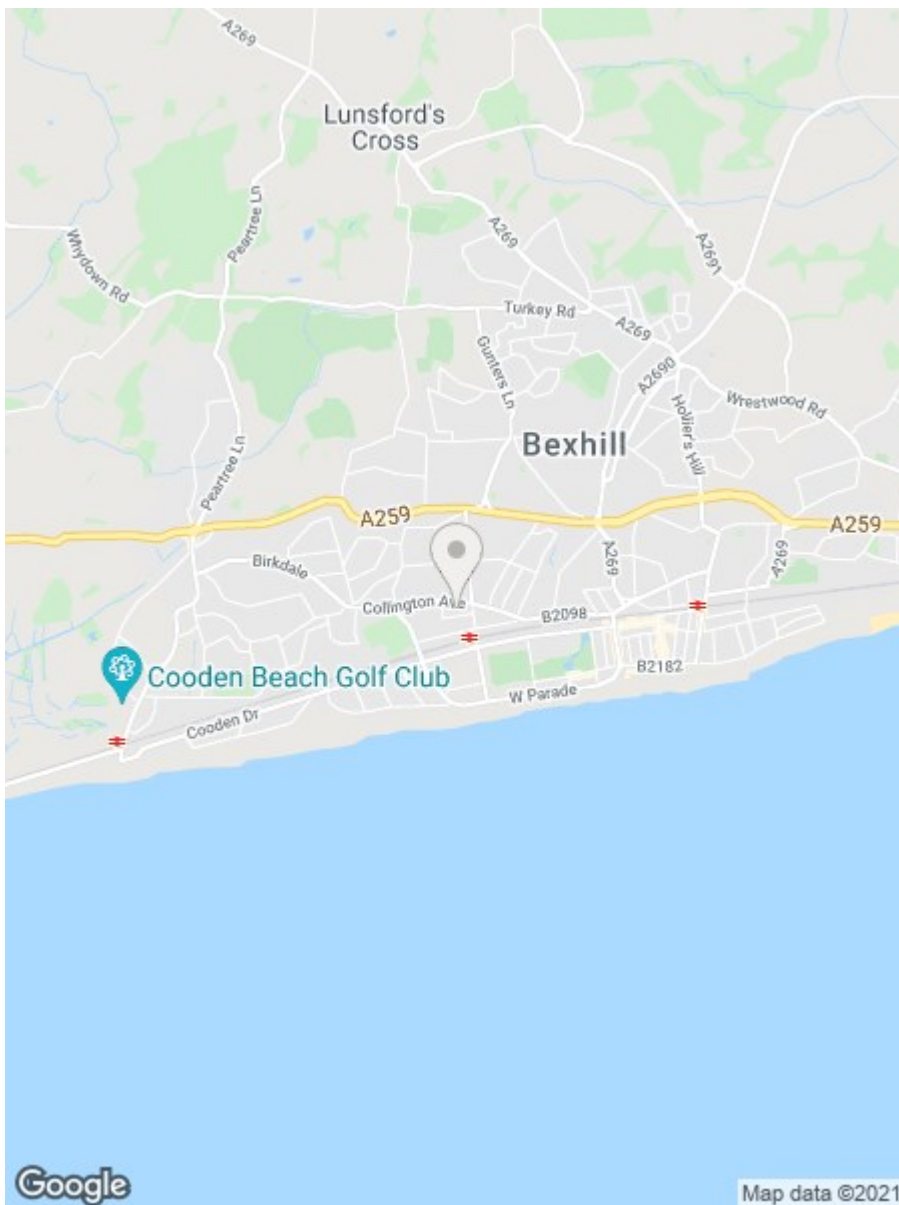 A269
Lunsford's
Cross
Peartree Ln
Whydown Rd
A269
A2691
Turkey Rd
A269
Gunters Ln
A2690
Wrestwood Rd
Hollier's Hill
Bexhill
Peartree Ln
A259
A259
A269
A269
Birkdale
Collington Ave
B2098
B2182
Cooden Beach Golf Club
W Parade
Cooden Dr
Google
Map data ©2021